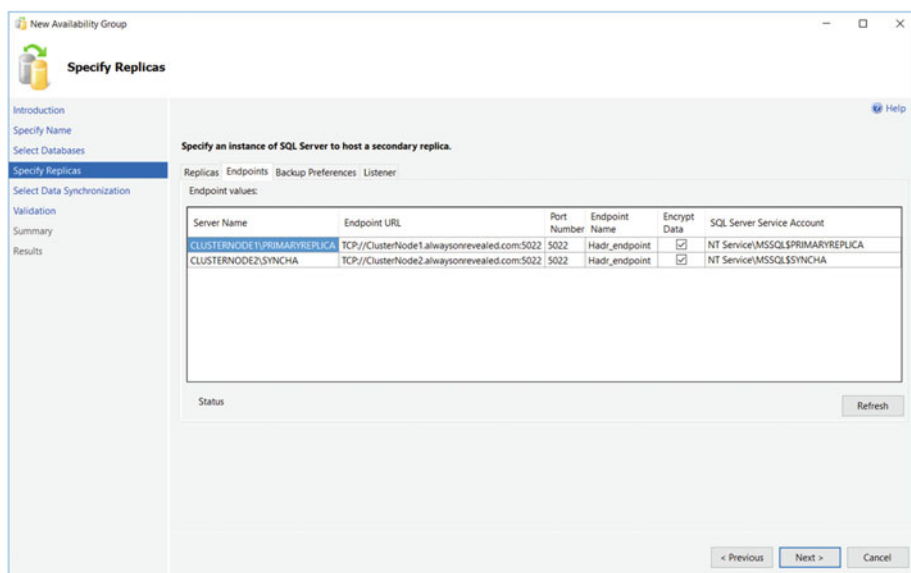 New Availability Group
Specify Replicas
Help
Introduction
Specify Name
Select Databases
Specify Replicas
Select Data Synchronization
Validation
Summary
Results
Specify an instance of SQL Server to host a secondary replica.
Replicas Endpoints Backup Preferences Listener
Endpoint values:
Server Name Endpoint URL Port Number Endpoint Name Encrypt Data SQL Server Service Account
CLUSTERNODE1\PRIMARYREPLICA TCP://ClusterNode1.alwaysonrevealed.com:5022 5022 Hadr_endpoint NT Service\MSSQL$PRIMARYREPLICA
CLUSTERNODE2\SYNCHA TCP://ClusterNode2.alwaysonrevealed.com:5022 5022 Hadr_endpoint NT Service\MSSQL$SYNCHA
Status
Refresh
< Previous Next > Cancel